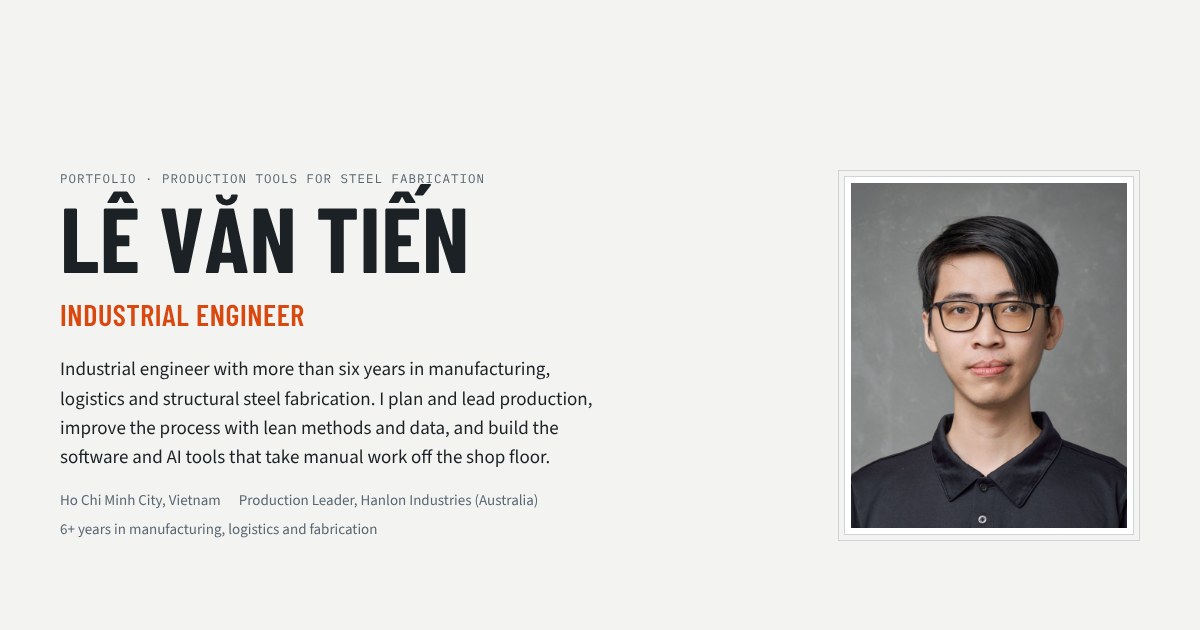 PORTFOLIO · PRODUCTION TOOLS FOR STEEL FABRICATION
LÊ VĂN TIẾN
INDUSTRIAL ENGINEER
Industrial engineer with more than six years in manufacturing,
logistics and structural steel fabrication. I plan and lead production,
improve the process with lean methods and data, and build the
software and AI tools that take manual work off the shop floor.
Ho Chi Minh City, Vietnam Production Leader, Hanlon Industries (Australia)
6+ years in manufacturing, logistics and fabrication